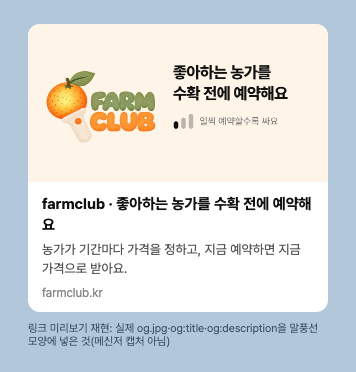 FARM
CLUB
좋아하는 농가를
수확 전에 예약해요
일찍 예약할수록 싸요
farmclub · 좋아하는 농가를 수확 전에 예약해
요
농가가 기간마다 가격을 정하고, 지금 예약하면 지금
가격으로 받아요.
farmclub.kr
링크 미리보기 재현: 실제 og.jpg·og:title·og:description을 말풍선
모양에 넣은 것(메신저 캡처 아님)